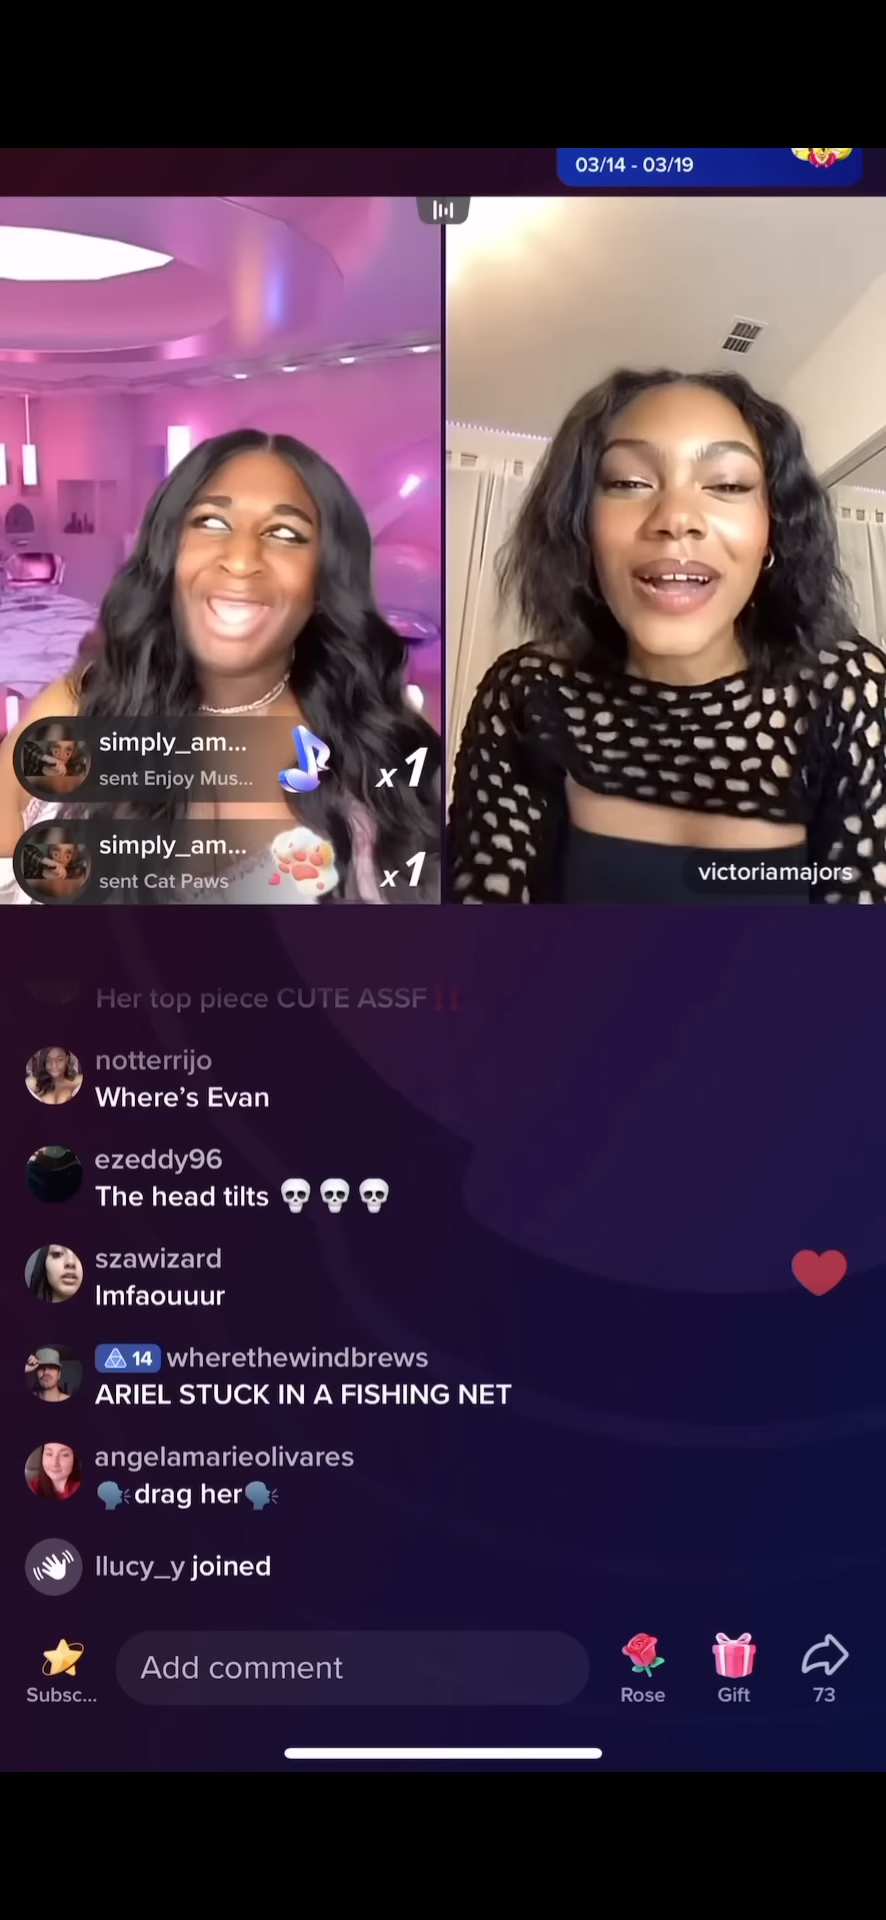 03/14 - 03/19
simply_am...
sent Enjoy Mus...
x1
simply_am...
sent Cat Paws
x1
victoriamajors
Her top piece CUTE ASSF‼️
notterrijo
Where’s Evan
ezeddy96
The head tilts 💀💀💀
szawizard
lmfaouuur
14 wherethewindbrews
ARIEL STUCK IN A FISHING NET
angelamarieolivares
🗣️drag her🗣️
llucy_y joined
Subsc...
Add comment
Rose
Gift
73